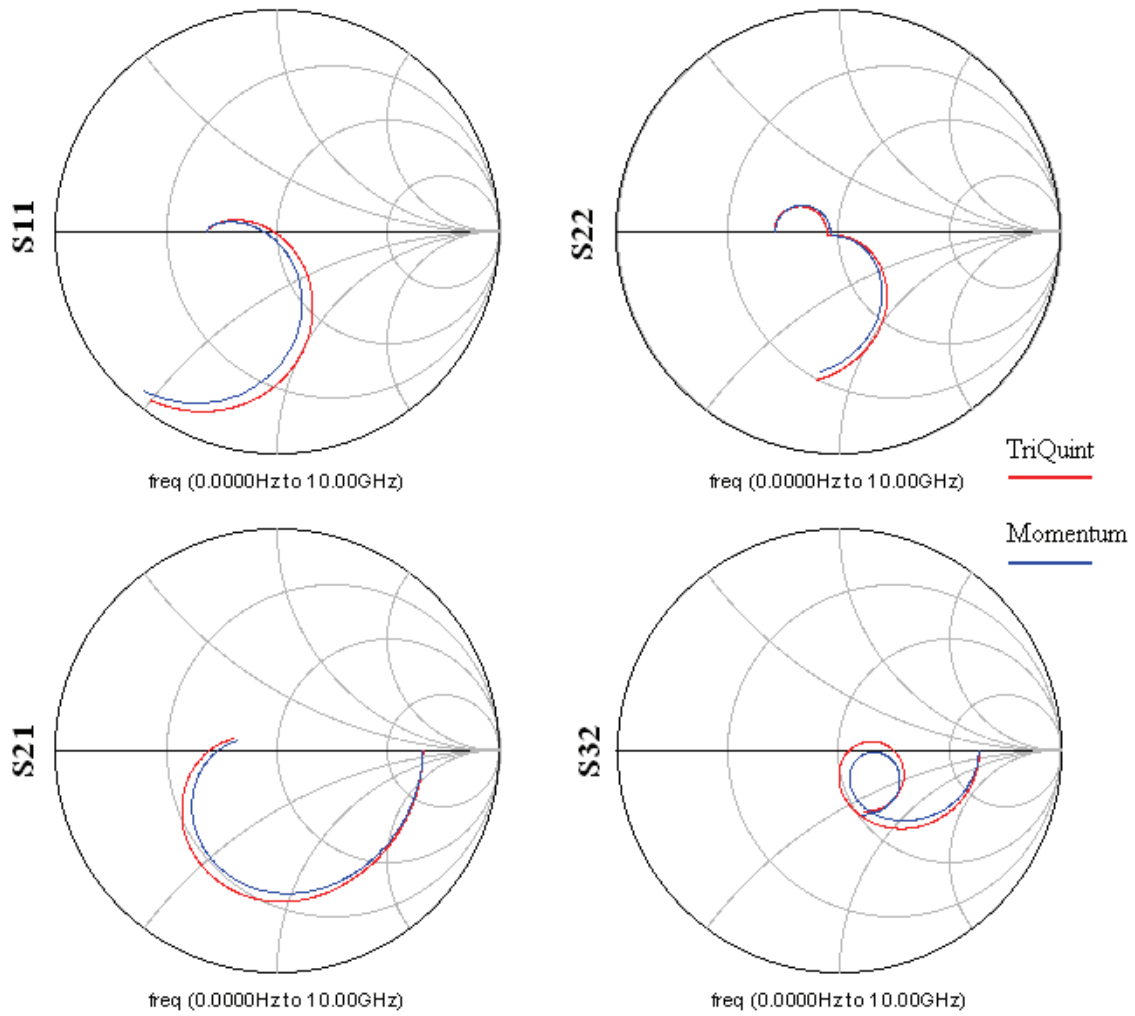 S11
freq (0.0000Hz to 10.00GHz)
S22
freq (0.0000Hz to 10.00GHz)
TriQuint
Momentum
S21
freq (0.0000Hz to 10.00GHz)
S32
freq (0.0000Hz to 10.00GHz)